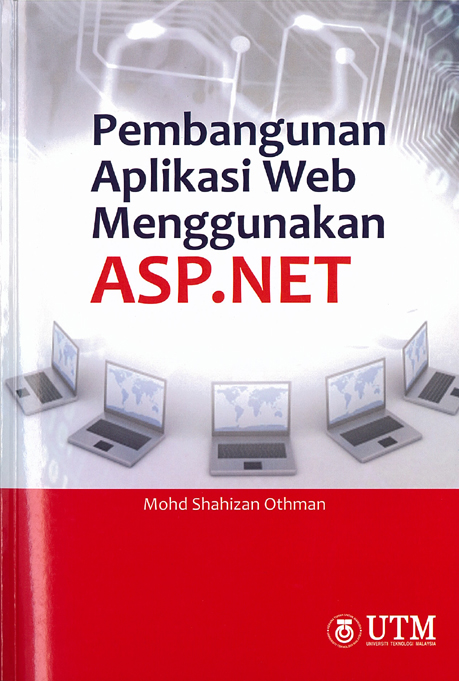 Pembangunan
Aplikasi Web
Menggunakan
ASP.NET
Mohd Shahizan Othman
UTM
UNIVERSITI TEKNOLOGI MALAYSIA